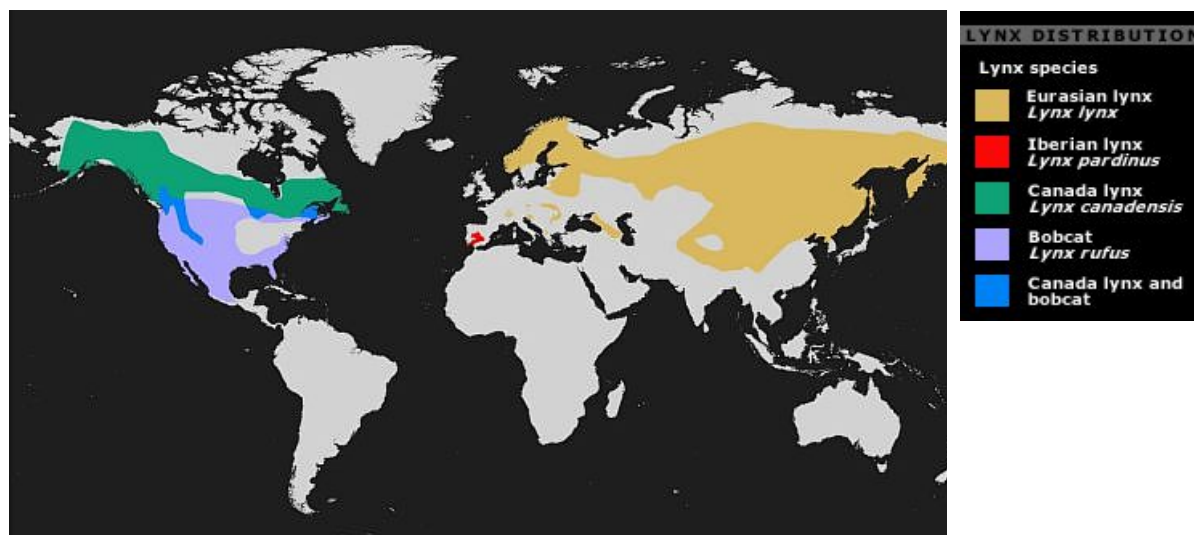 LYNX DISTRIBUTION
Lynx species
Eurasian lynx
Lynx lynx
Iberian lynx
Lynx pardinus
Canada lynx
Lynx canadensis
Bobcat
Lynx rufus
Canada lynx and
bobcat